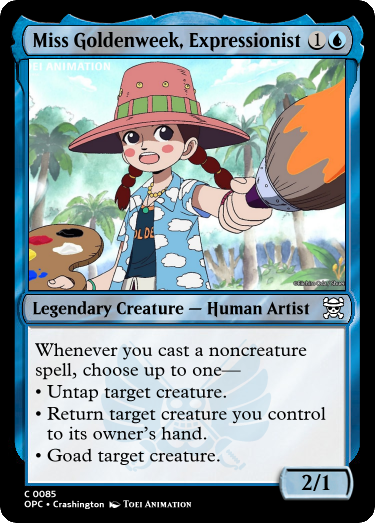 Miss Goldenweek, Expressionist 1
EI ANIMATION
Legendary Creature — Human Artist
Whenever you cast a noncreature
spell, choose up to one—
• Untap target creature.
• Return target creature you control
to its owner's hand.
• Goad target creature.
2/1
C 0085
OPC • Crashington TOEI ANIMATION